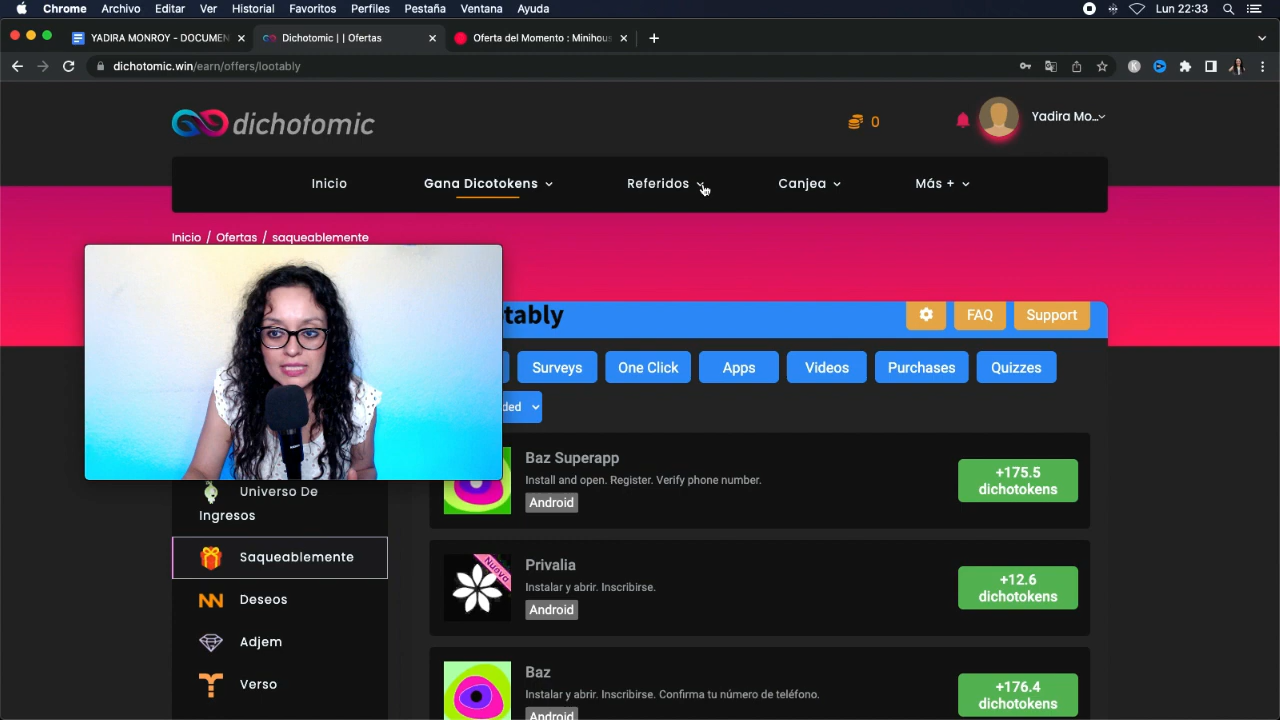 Chrome Archivo Editar Ver Historial Favoritos Perfiles Pestaña Ventana Ayuda Lun 22:33
YADIRA MONROY - DOCUMEN Dichotomic | | Ofertas Oferta del Momento : Minihous
dichotomic.win/earn/offers/lootably
dichotomic 0 Yadira Mo...
Inicio Gana Dicotokens Referidos Canjea Más +
Inicio / Ofertas / saqueablemente
tably FAQ Support
Surveys One Click Apps Videos Purchases Quizzes
ded
Baz Superapp
Install and open. Register. Verify phone number.
Android
+175.5
dichotokens
Universo De
Ingresos
Saqueablemente
Deseos
Adjem
Verso
Nuova
Privalia
Instalar y abrir. Inscribirse.
Android
+12.6
dichotokens
Baz
Instalar y abrir. Inscribirse. Confirma tu número de teléfono.
Android
+176.4
dichotokens